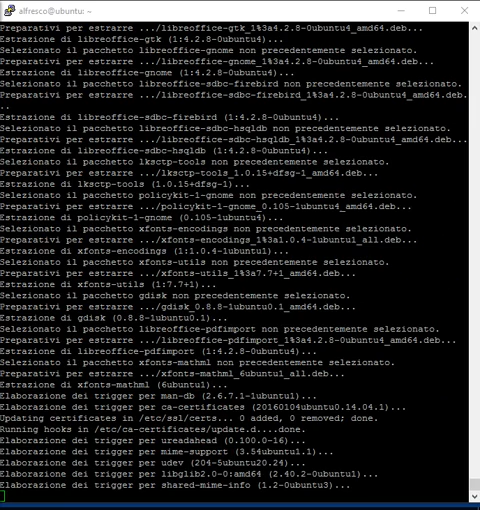 alfresco@ubuntu: ~
Preparativi per estrarre .../libreoffice-gtk_1%3a4.2.8-0ubuntu4_amd64.deb...
Estrazione di libreoffice-gtk (1:4.2.8-0ubuntu4)...
Selezionato il pacchetto libreoffice-gnome non precedentemente selezionato.
Preparativi per estrarre .../libreoffice-gnome_1%3a4.2.8-0ubuntu4_amd64.deb...
Estrazione di libreoffice-gnome (1:4.2.8-0ubuntu4)...
Selezionato il pacchetto libreoffice-sdbc-firebird non precedentemente selezionato.
Preparativi per estrarre .../libreoffice-sdbc-firebird_1%3a4.2.8-0ubuntu4_amd64.deb.
..
Estrazione di libreoffice-sdbc-firebird (1:4.2.8-0ubuntu4)...
Selezionato il pacchetto libreoffice-sdbc-hsqldb non precedentemente selezionato.
Preparativi per estrarre .../libreoffice-sdbc-hsqldb_1%3a4.2.8-0ubuntu4_amd64.deb...
Estrazione di libreoffice-sdbc-hsqldb (1:4.2.8-0ubuntu4)...
Selezionato il pacchetto lksctp-tools non precedentemente selezionato.
Preparativi per estrarre .../lksctp-tools_1.0.15+dfsg-1_amd64.deb...
Estrazione di lksctp-tools (1.0.15+dfsg-1)...
Selezionato il pacchetto policykit-1-gnome non precedentemente selezionato.
Preparativi per estrarre .../policykit-1-gnome_0.105-1ubuntu4_amd64.deb...
Estrazione di policykit-1-gnome (0.105-1ubuntu4)...
Selezionato il pacchetto xfonts-encodings non precedentemente selezionato.
Preparativi per estrarre .../xfonts-encodings_1%3a1.0.4-1ubuntu1_all.deb...
Estrazione di xfonts-encodings (1:1.0.4-1ubuntu1)...
Selezionato il pacchetto xfonts-utils non precedentemente selezionato.
Preparativi per estrarre .../xfonts-utils_1%3a7.7+1_amd64.deb...
Estrazione di xfonts-utils (1:7.7+1)...
Selezionato il pacchetto gdisk non precedentemente selezionato.
Preparativi per estrarre .../gdisk_0.8.8-1ubuntu0.1_amd64.deb...
Estrazione di gdisk (0.8.8-1ubuntu0.1)...
Selezionato il pacchetto libreoffice-pdfimport non precedentemente selezionato.
Preparativi per estrarre .../libreoffice-pdfimport_1%3a4.2.8-0ubuntu4_amd64.deb...
Estrazione di libreoffice-pdfimport (1:4.2.8-0ubuntu4)...
Selezionato il pacchetto xfonts-mathml non precedentemente selezionato.
Preparativi per estrarre .../xfonts-mathml_6ubuntu1_all.deb...
Estrazione di xfonts-mathml (6ubuntu1)...
Elaborazione dei trigger per man-db (2.6.7.1-1ubuntu1)...
Elaborazione dei trigger per ca-certificates (20160104ubuntu0.14.04.1)...
Updating certificates in /etc/ssl/certs... 0 added, 0 removed; done.
Running hooks in /etc/ca-certificates/update.d....done.
Elaborazione dei trigger per ureadahead (0.100.0-16)...
Elaborazione dei trigger per mime-support (3.54ubuntu1.1)...
Elaborazione dei trigger per udev (204-5ubuntu20.24)...
Elaborazione dei trigger per libglib2.0-0:amd64 (2.40.2-0ubuntu1)...
Elaborazione dei trigger per shared-mime-info (1.2-0ubuntu3)...